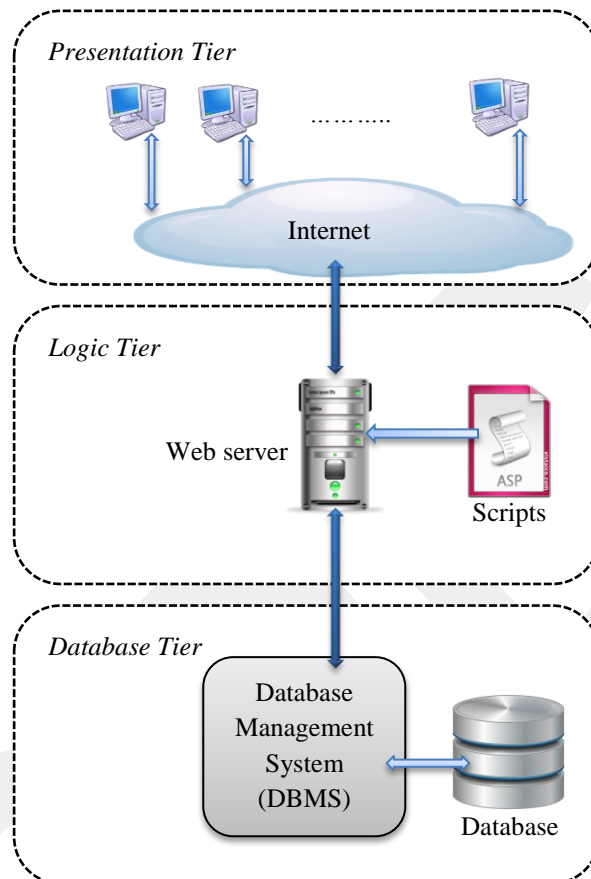 Presentation Tier
...........
Internet
Logic Tier
Web server
ASP
Scripts
Database Tier
Database
Management
System
(DBMS)
Database